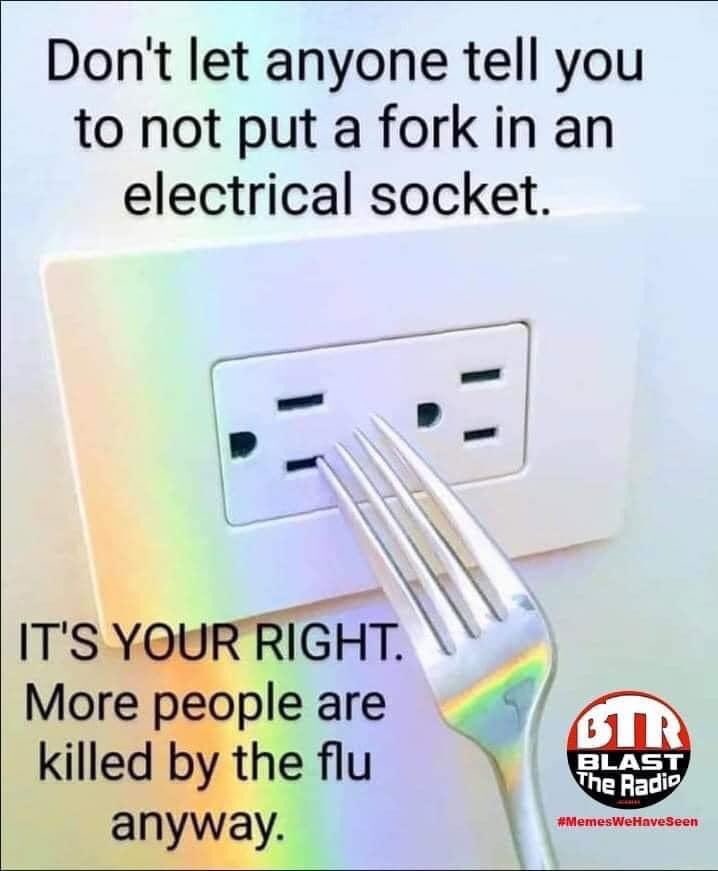 Don't let anyone tell you
to not put a fork in an
electrical socket.
IT'S YOUR RIGHT.
More people are
killed by the flu
anyway.
BTR
BLAST
The Radio
#MemesWeHaveSeen